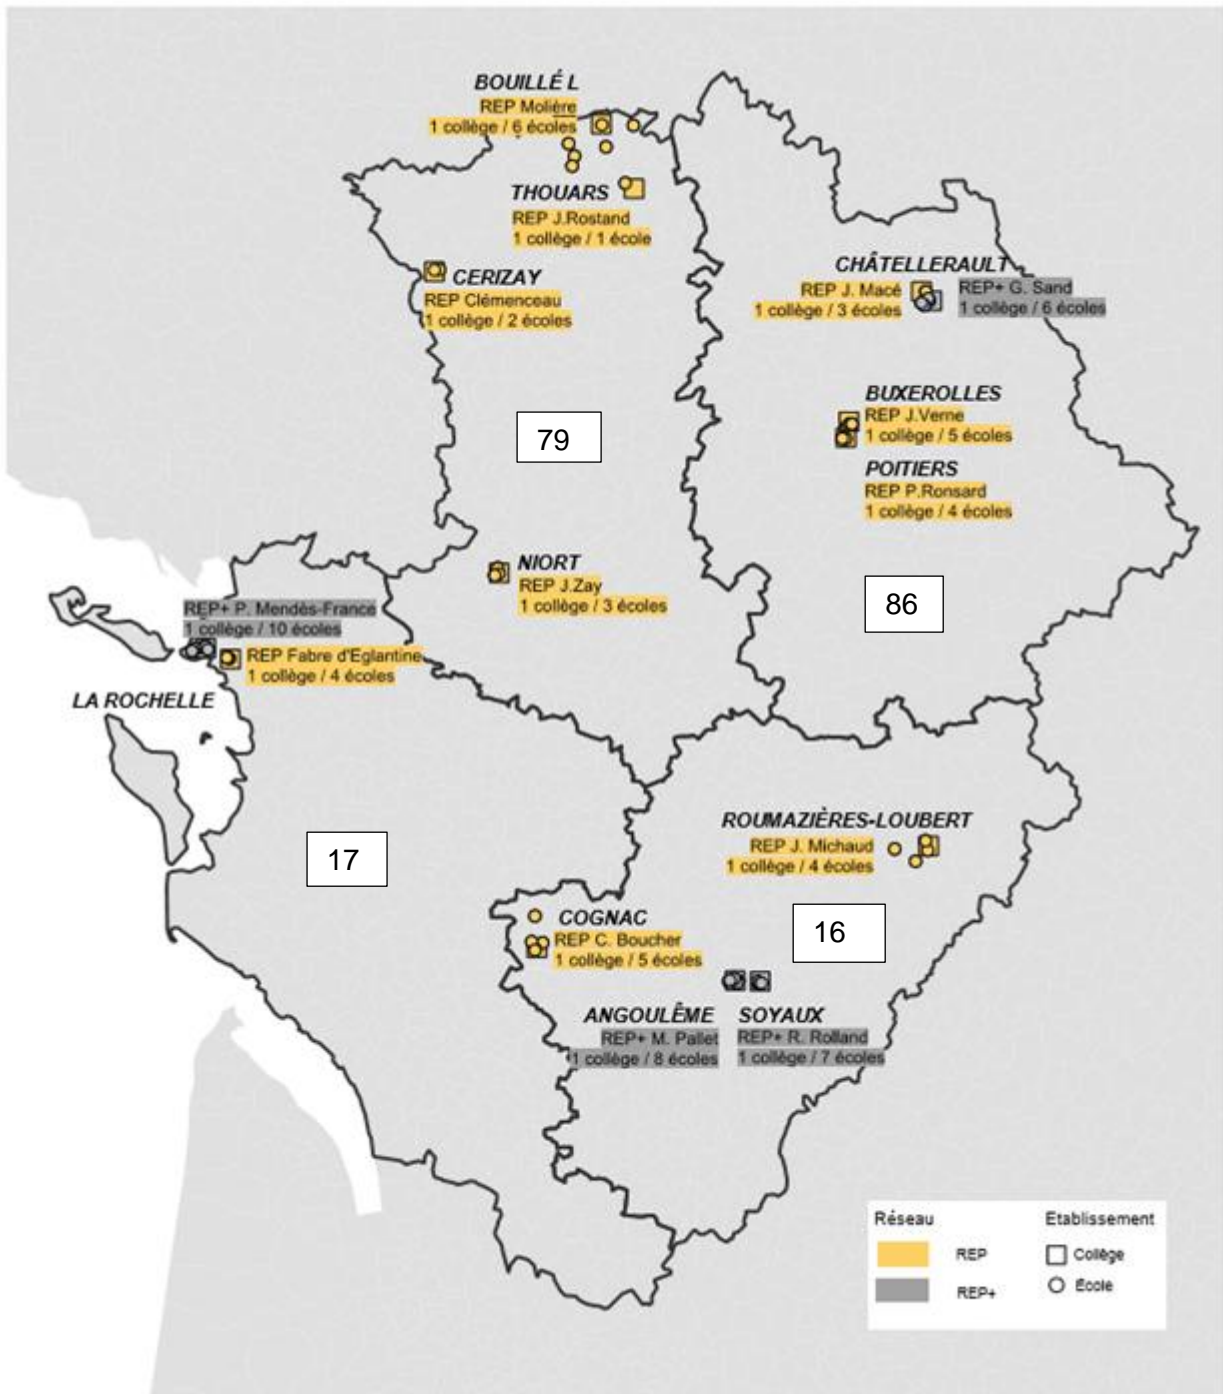 BOUILLÉ L
REP Molière
1 collège / 6 écoles
THOUARS
REP J.Rostand
1 collège / 1 école
CERIZAY
REP Clémenceau
1 collège / 2 écoles
CHÂTELLERAULT
REP J. Macé
1 collège / 3 écoles
REP+ G. Sand
1 collège / 6 écoles
BUXEROLLES
REP J.Verne
1 collège / 5 écoles
79
POITIERS
REP P.Ronsard
1 collège / 4 écoles
NIORT
REP J.Zay
1 collège / 3 écoles
86
REP+ P. Mendès-France
1 collège / 10 écoles
REP Fabre d'Eglantine
1 collège / 4 écoles
LA ROCHELLE
ROUMAZIÈRES-LOUBERT
REP J. Michaud
1 collège / 4 écoles
17
COGNAC
REP C. Boucher
1 collège / 5 écoles
16
ANGOULÊME
REP+ M. Pallet
1 collège / 8 écoles
SOYAUX
REP+ R. Rolland
1 collège / 7 écoles
Réseau
REP
REP+
Etablissement
Collège
École